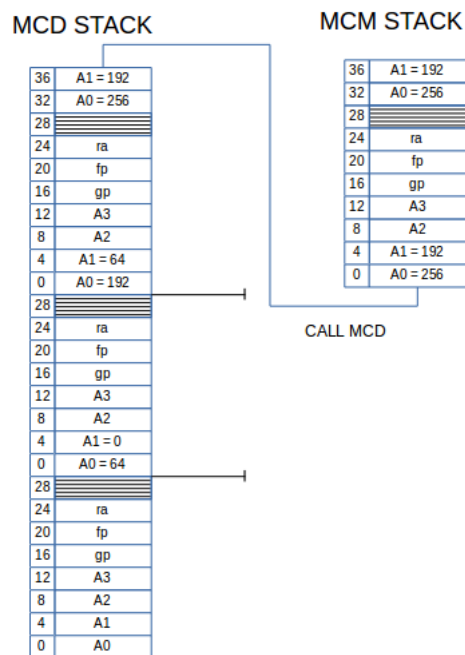 MCD STACK
36 A1 = 192
32 A0 = 256
28
24 ra
20 fp
16 gp
12 A3
8 A2
4 A1 = 64
0 A0 = 192
28
24 ra
20 fp
16 gp
12 A3
8 A2
4 A1 = 0
0 A0 = 64
28
24 ra
20 fp
16 gp
12 A3
8 A2
4 A1
0 A0
MCM STACK
36 A1 = 192
32 A0 = 256
28
24 ra
20 fp
16 gp
12 A3
8 A2
4 A1 = 192
0 A0 = 256
CALL MCD